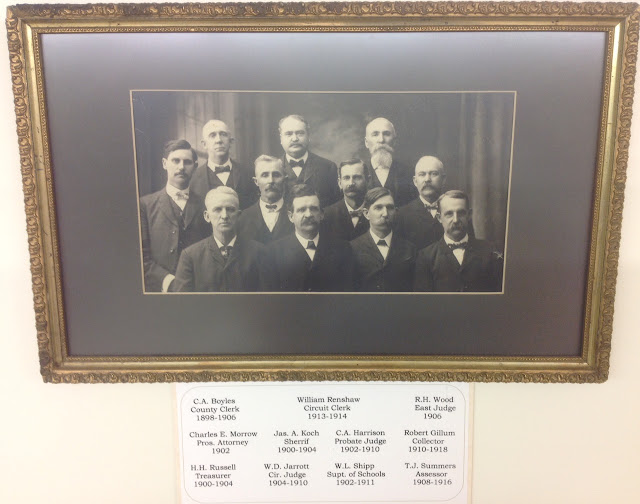 C.A. Boyles
County Clerk
1898-1906
William Renshaw
Circuit Clerk
1913-1914
R.H. Wood
East Judge
1906
Charles E. Morrow
Pros. Attorney
1902
Jas. A. Koch
Sherrif
1900-1904
C.A. Harrison
Probate Judge
1902-1910
Robert Gillum
Collector
1910-1918
H.H. Russell
Treasurer
1900-1904
W.D. Jarrott
Cir. Judge
1904-1910
W.L. Shipp
Supt. of Schools
1902-1911
T.J. Summers
Assessor
1908-1916